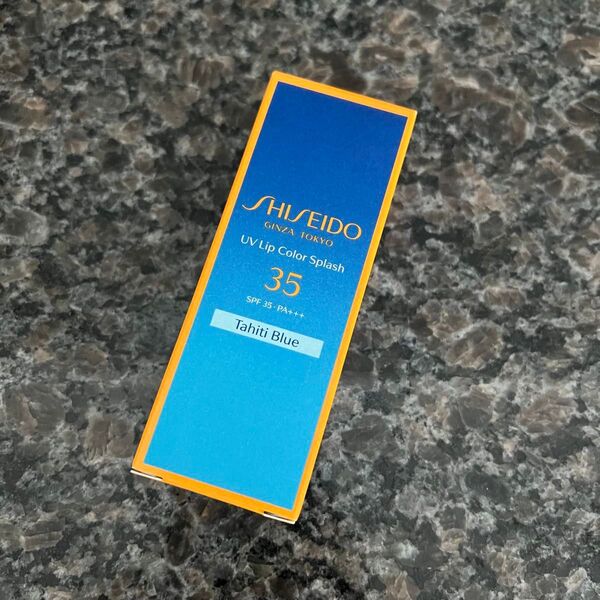 SHISEIDO
GINZA TOKYO
UV Lip Color Splash
35
SPF 35・PA+++
Tahiti Blue